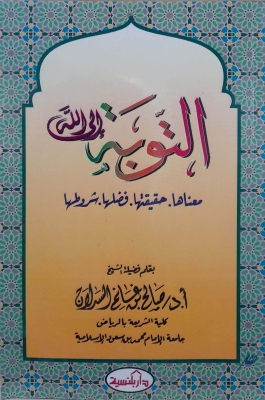 التوبة إلى الله
معناها. حقيقتها. فضلها. شروطها
بقلم فضيلة الشيخ
أ.د. صالح بن غانم السدلان
كلية الشريعة بالرياض
جامعة الإمام محمد بن سعود الإسلامية
دار بلنسية